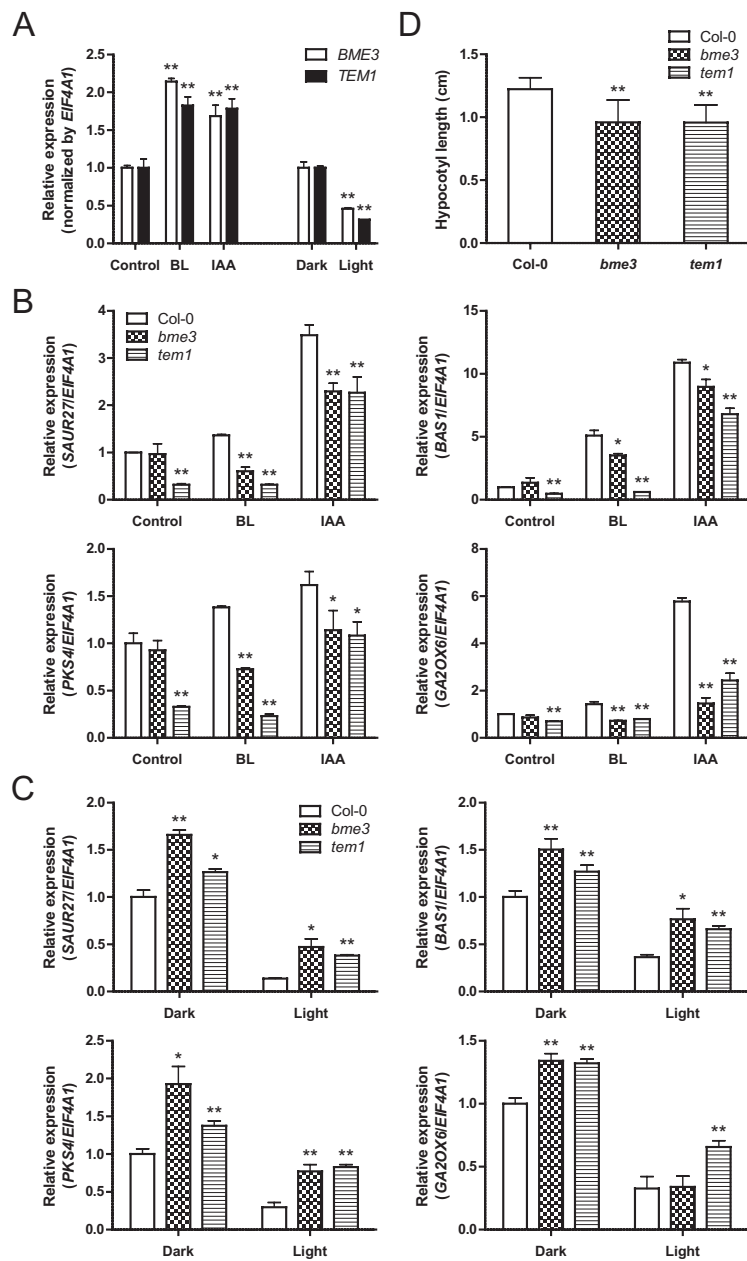 A
Relative expression
(normalized by EIF4A1)
2.5
2.0
1.5
1.0
0.5
0.0
BME3
TEM1
** ** ** **
** **
Control BL IAA Dark Light
D
Hypocotyl length (cm)
1.5
1.0
0.5
0.0
Col-0
bme3
tem1
** **
Col-0 bme3 tem1
B
Relative expression
(SAUR27/EIF4A1)
4
3
2
1
0
Col-0
bme3
tem1
** ** ** ** **
Control BL IAA
Relative expression
(BAS1/EIF4A1)
15
10
5
0
** * ** * **
Control BL IAA
Relative expression
(PKS4/EIF4A1)
2.0
1.5
1.0
0.5
0.0
** ** ** * *
Control BL IAA
Relative expression
(GA2OX6/EIF4A1)
8
6
4
2
0
** ** ** ** **
Control BL IAA
C
Relative expression
(SAUR27/EIF4A1)
2.0
1.5
1.0
0.5
0.0
Col-0
bme3
tem1
** * * **
Dark Light
Relative expression
(BAS1/EIF4A1)
2.0
1.5
1.0
0.5
0.0
** ** * **
Dark Light
Relative expression
(PKS4/EIF4A1)
2.5
2.0
1.5
1.0
0.5
0.0
* ** ** **
Dark Light
Relative expression
(GA2OX6/EIF4A1)
1.5
1.0
0.5
0.0
** ** **
Dark Light